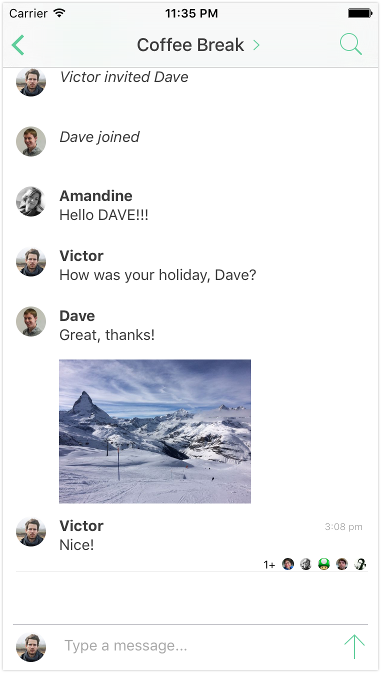 Carrier 11:35 PM
Coffee Break
Victor invited Dave
Dave joined
Amandine
Hello DAVE!!!
Victor
How was your holiday, Dave?
Dave
Great, thanks!
Victor 3:08 pm
Nice!
1+
Type a message...